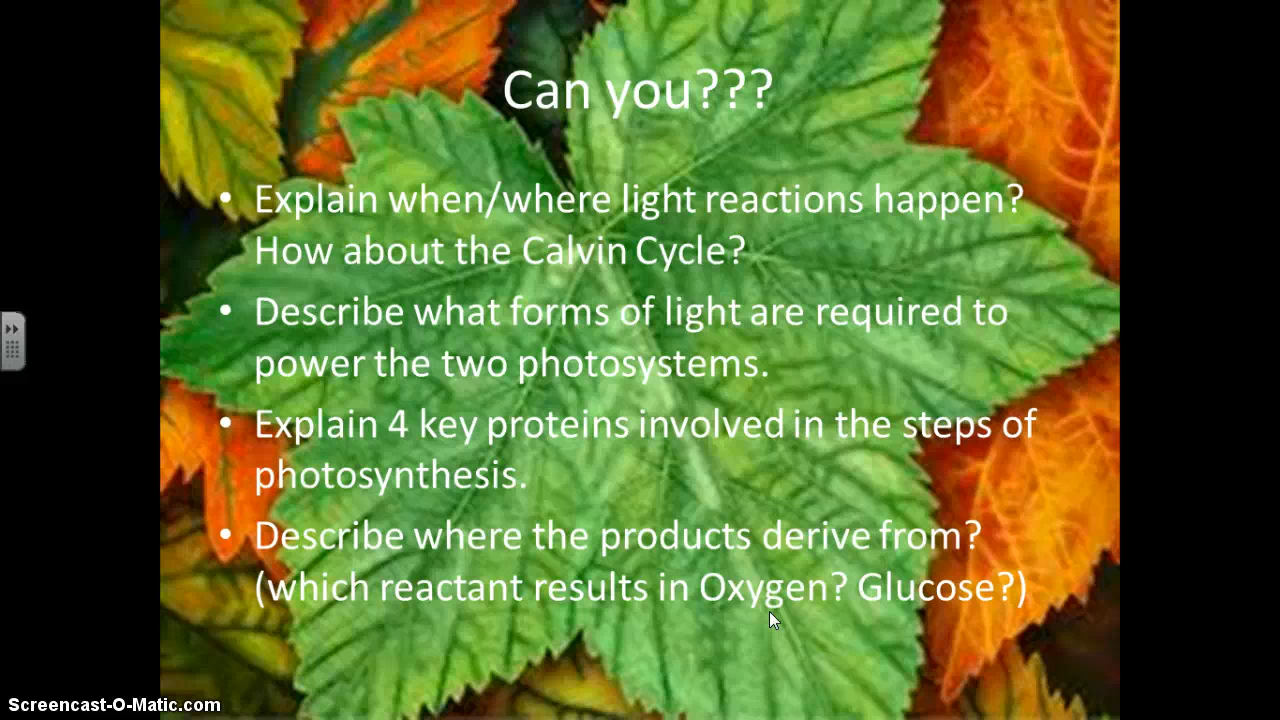 Can you???
• Explain when/where light reactions happen?
How about the Calvin Cycle?
• Describe what forms of light are required to
power the two photosystems.
• Explain 4 key proteins involved in the steps of
photosynthesis.
• Describe where the products derive from?
(which reactant results in Oxygen? Glucose?)
Screencast-O-Matic.com